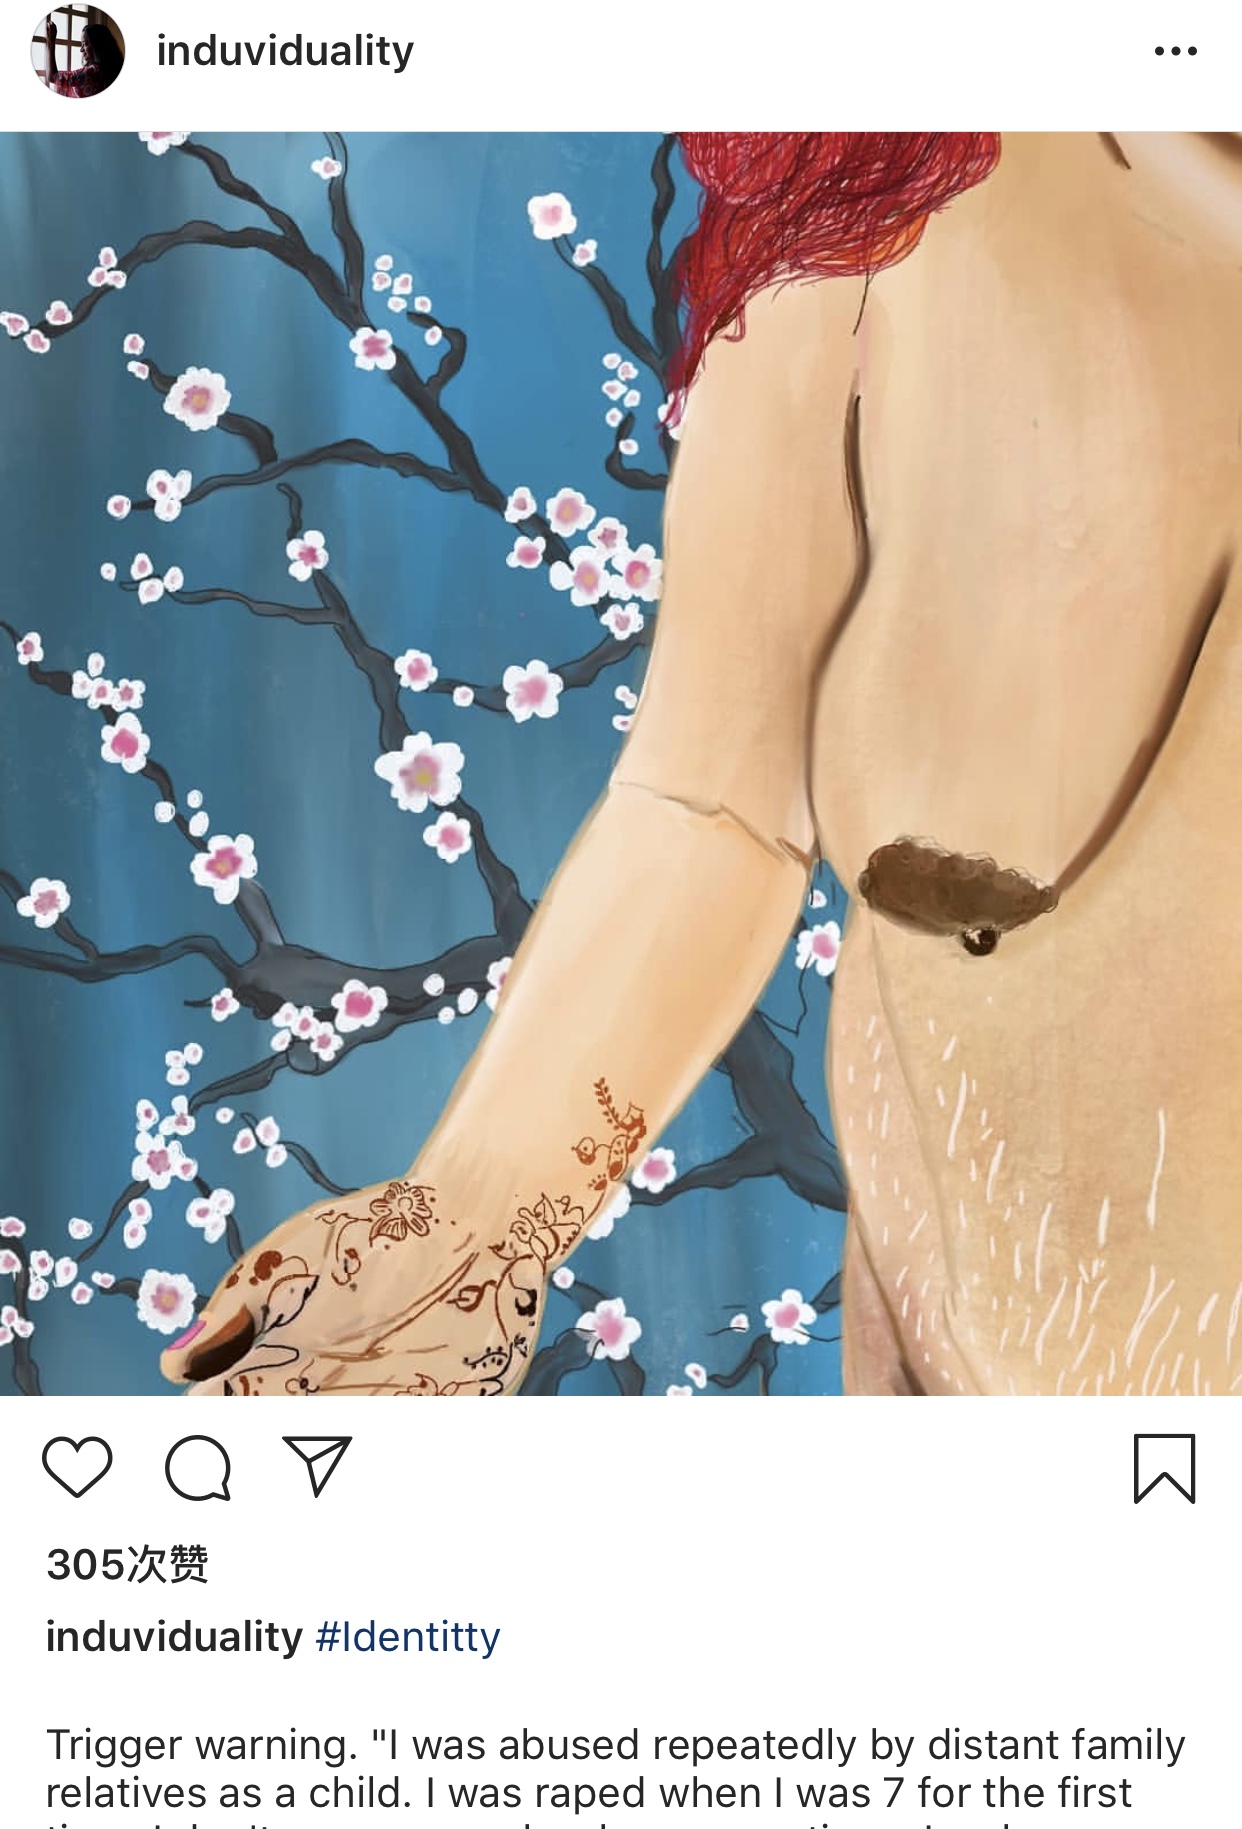 induviduality
305次赞
induviduality #Identitty
Trigger warning. "I was abused repeatedly by distant family
relatives as a child. I was raped when I was 7 for the first